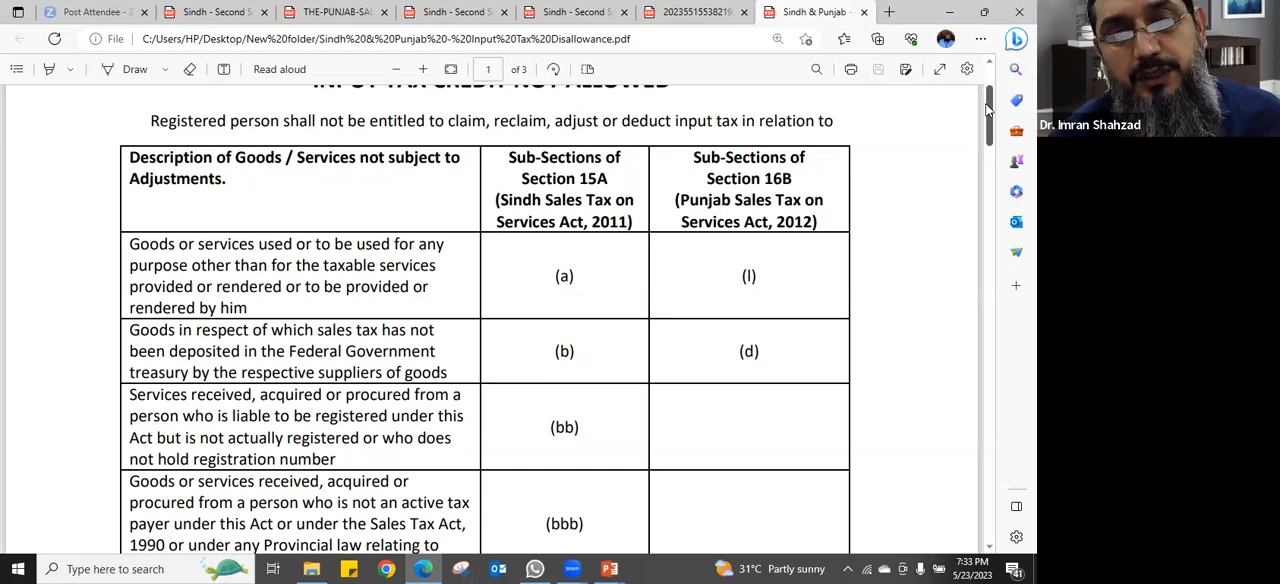 Post Attendee - Z
Sindh - Second S
THE-PUNJAB-SA
Sindh - Second S
Sindh - Second S
2023551553821
Sindh & Punjab -
File
C:/Users/HP/Desktop/New%20folder/Sindh%20&%20Punjab%20-%20Input%20Tax%20Disallowance.pdf
Draw
Read aloud
1
of 3
INPUT TAX CREDIT NOT ALLOWED
Registered person shall not be entitled to claim, reclaim, adjust or deduct input tax in relation to
Description of Goods / Services not subject to
Adjustments.
Sub-Sections of
Section 15A
(Sindh Sales Tax on
Services Act, 2011)
Sub-Sections of
Section 16B
(Punjab Sales Tax on
Services Act, 2012)
Goods or services used or to be used for any
purpose other than for the taxable services
provided or rendered or to be provided or
rendered by him
(a)
(l)
Goods in respect of which sales tax has not
been deposited in the Federal Government
treasury by the respective suppliers of goods
(b)
(d)
Services received, acquired or procured from a
person who is liable to be registered under this
Act but is not actually registered or who does
not hold registration number
(bb)
Goods or services received, acquired or
procured from a person who is not an active tax
payer under this Act or under the Sales Tax Act,
1990 or under any Provincial law relating to
(bbb)
Dr. Imran Shahzad
Type here to search
31°C Partly sunny
7:33 PM
5/23/2023
41